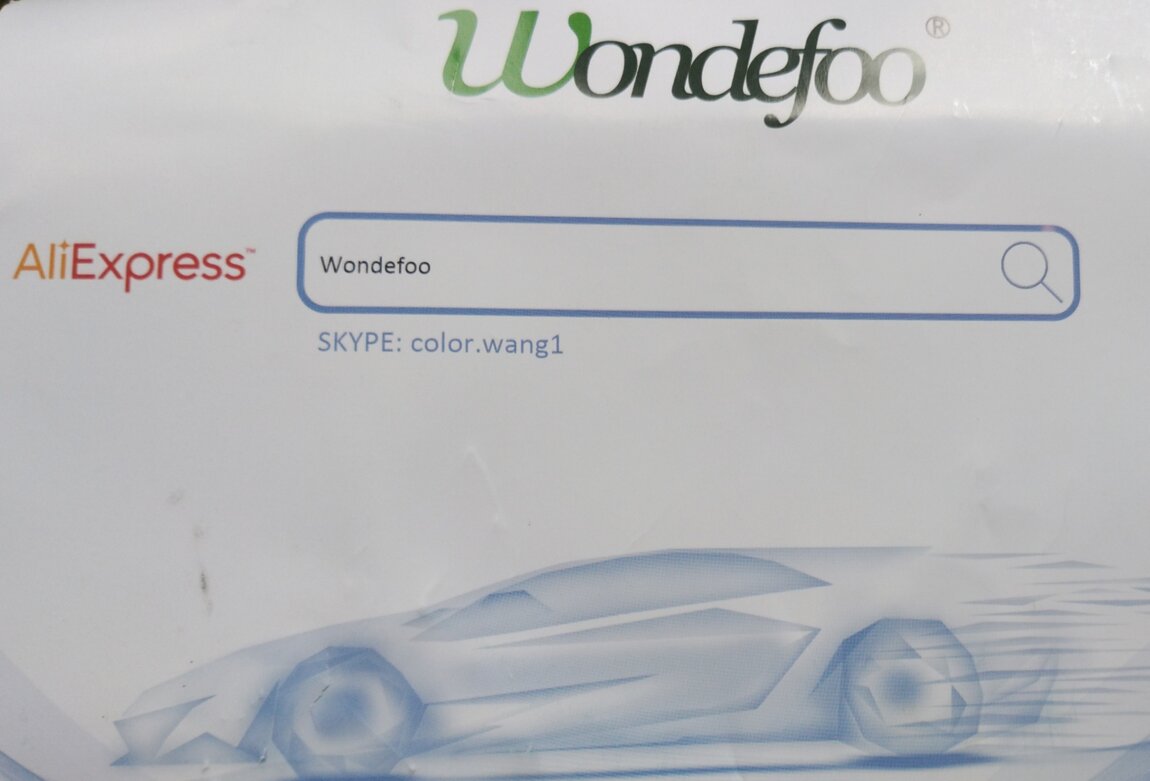 Wondefoo®
AliExpress™
Wondefoo
SKYPE: color.wang1